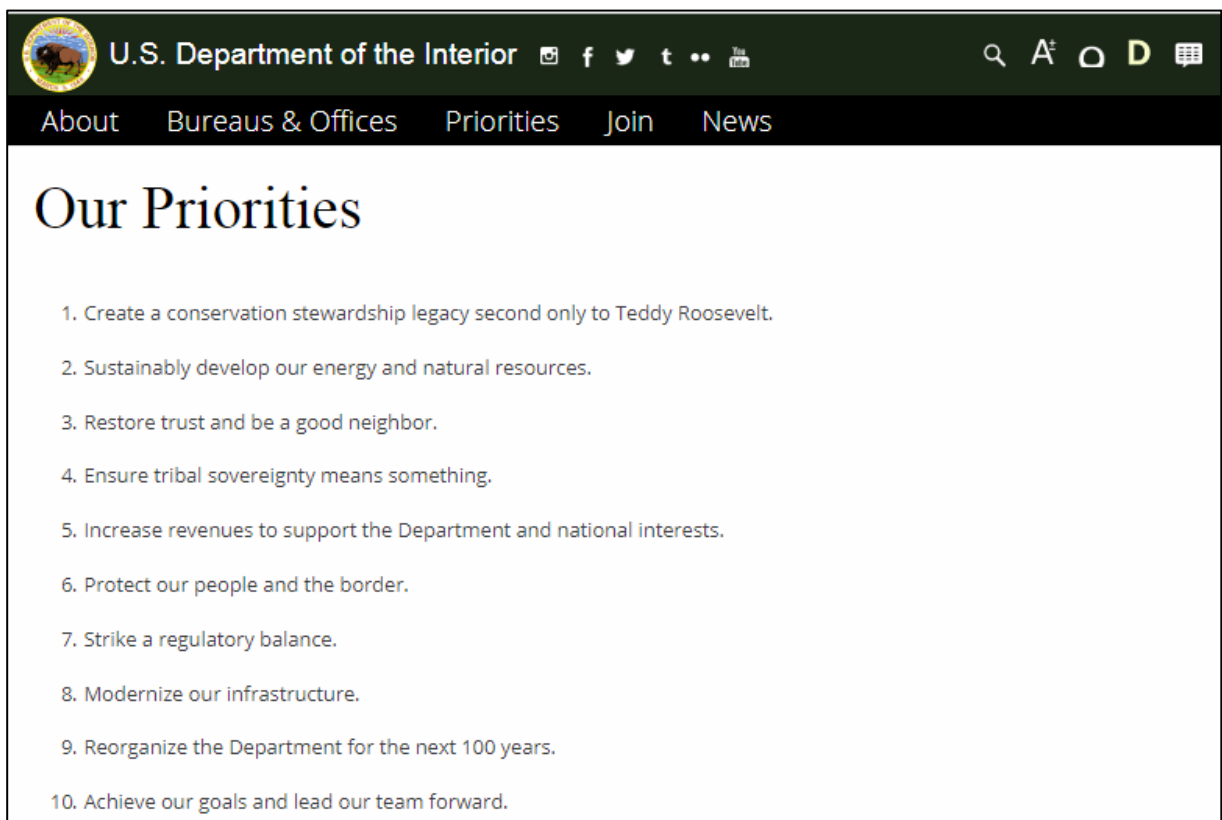 U.S. Department of the Interior
About Bureaus & Offices Priorities Join News
Our Priorities
1. Create a conservation stewardship legacy second only to Teddy Roosevelt.
2. Sustainably develop our energy and natural resources.
3. Restore trust and be a good neighbor.
4. Ensure tribal sovereignty means something.
5. Increase revenues to support the Department and national interests.
6. Protect our people and the border.
7. Strike a regulatory balance.
8. Modernize our infrastructure.
9. Reorganize the Department for the next 100 years.
10. Achieve our goals and lead our team forward.